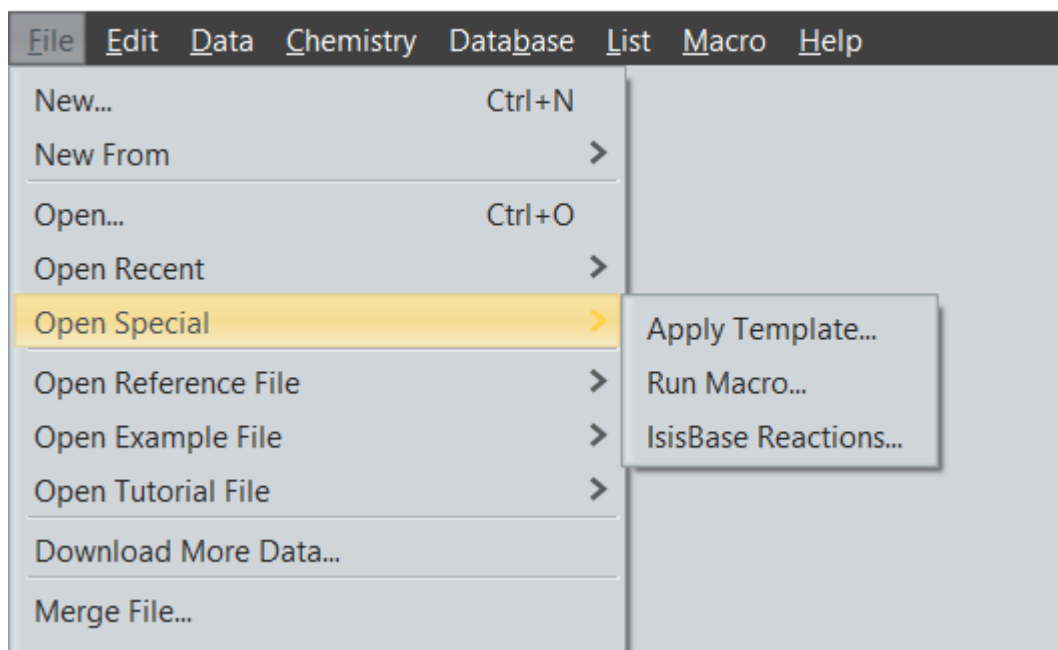 File Edit Data Chemistry Database List Macro Help
New... Ctrl+N
New From
Open... Ctrl+O
Open Recent
Open Special
Apply Template...
Run Macro...
IsisBase Reactions...
Open Reference File
Open Example File
Open Tutorial File
Download More Data...
Merge File...